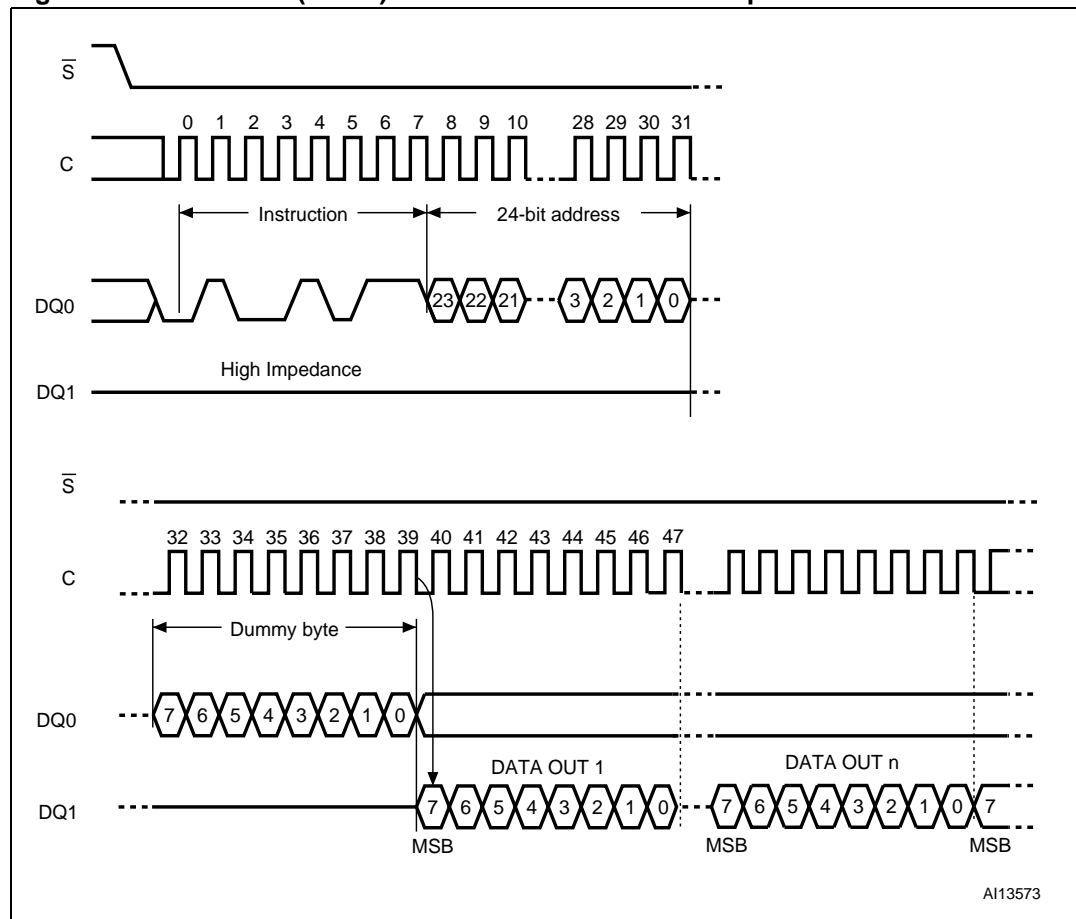 S
0 1 2 3 4 5 6 7 8 9 10 28 29 30 31
C
Instruction 24-bit address
DQ0 23 22 21 3 2 1 0
High Impedance
DQ1
S
32 33 34 35 36 37 38 39 40 41 42 43 44 45 46 47
C
Dummy byte
DQ0 7 6 5 4 3 2 1 0
DATA OUT 1 DATA OUT n
DQ1 7 6 5 4 3 2 1 0 7 6 5 4 3 2 1 0 7
MSB MSB MSB
AI13573